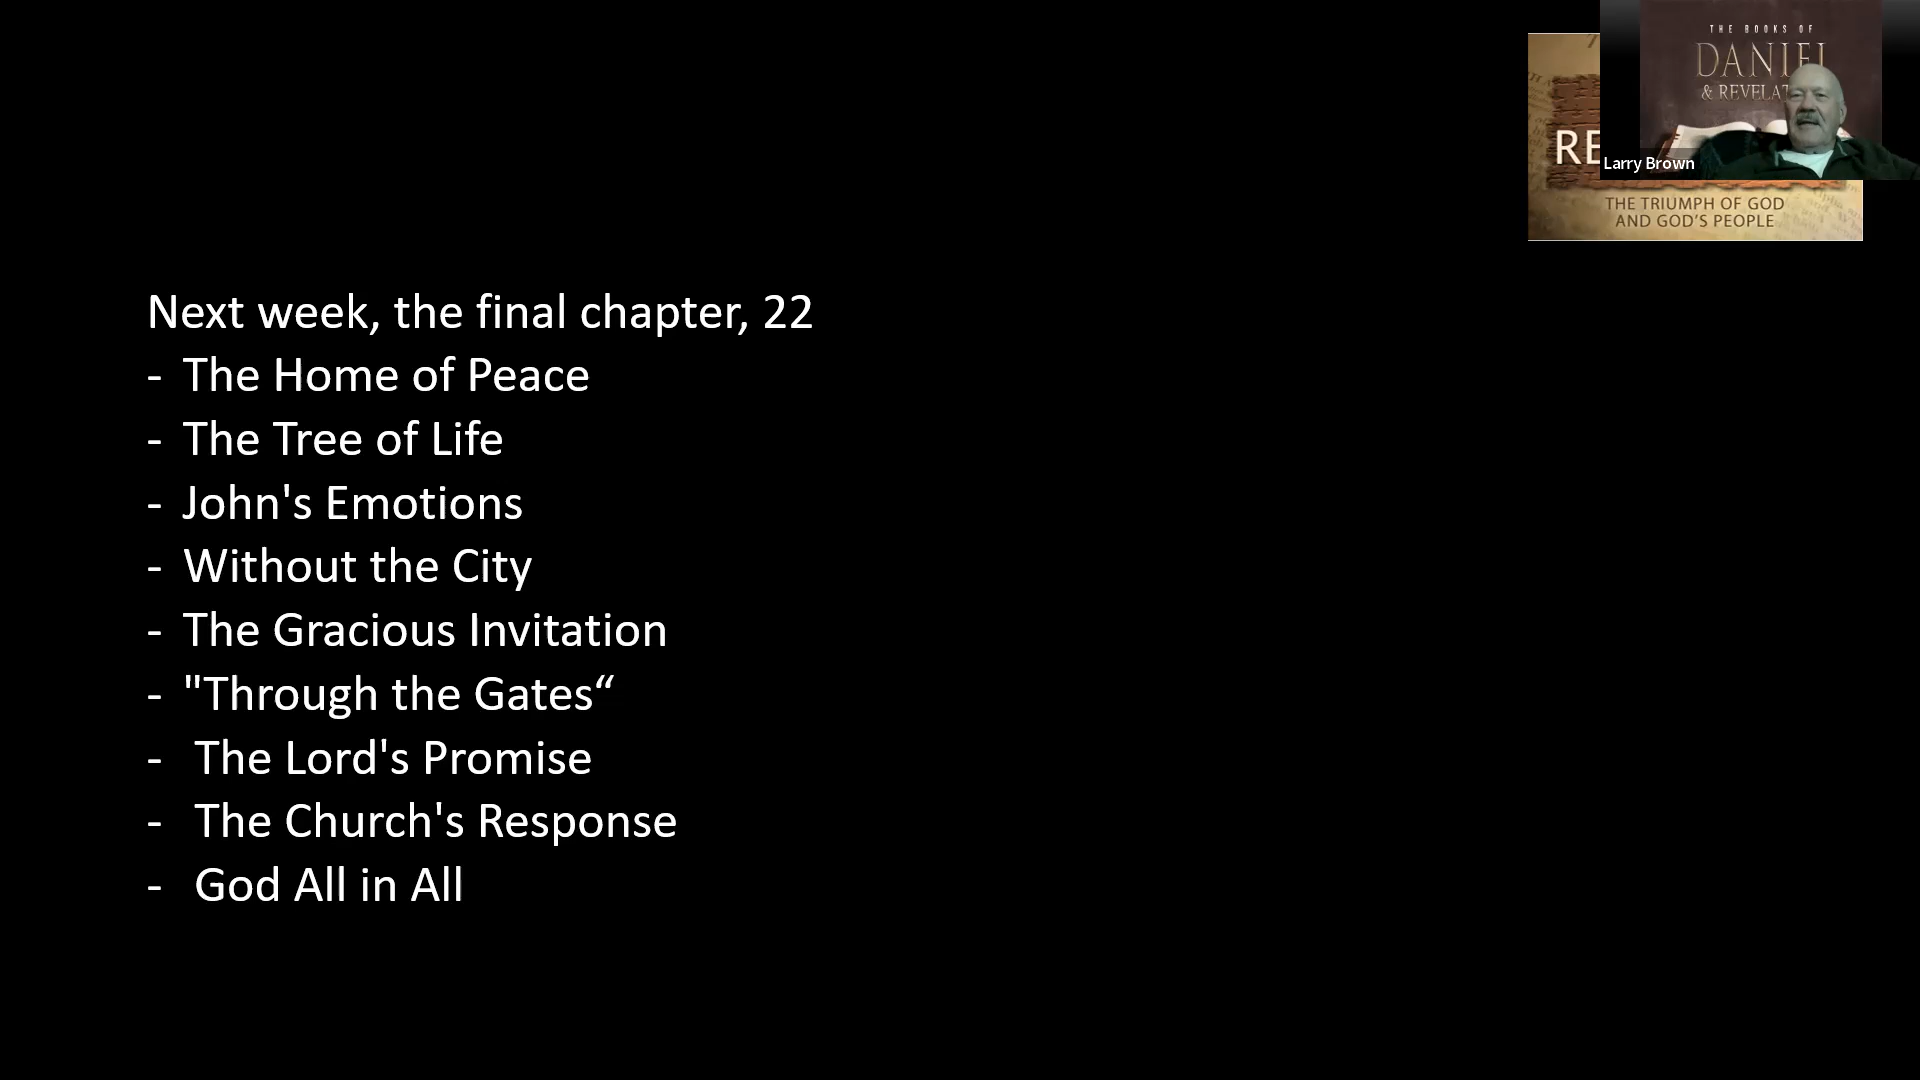 THE BOOKS OF
DANIEL
& REVELAT
Larry Brown
THE TRIUMPH OF GOD
AND GOD'S PEOPLE
Next week, the final chapter, 22
- The Home of Peace
- The Tree of Life
- John's Emotions
- Without the City
- The Gracious Invitation
- "Through the Gates“
- The Lord's Promise
- The Church's Response
- God All in All